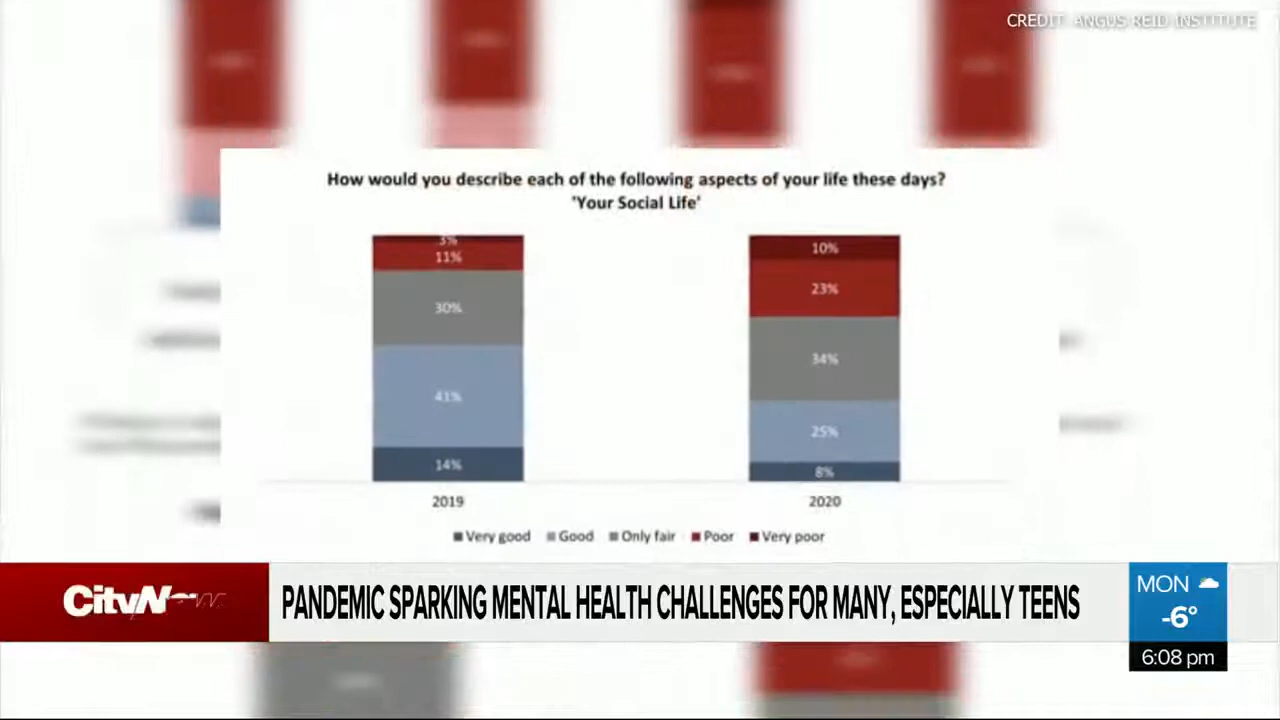 CREDIT: ANGUS REID INSTITUTE
How would you describe each of the following aspects of your life these days?
'Your Social Life'
3%
11%
30%
41%
14%
10%
23%
34%
25%
8%
2019
2020
Very good Good Only fair Poor Very poor
CityNews
PANDEMIC SPARKING MENTAL HEALTH CHALLENGES FOR MANY, ESPECIALLY TEENS
MON
-6°
6:08 pm